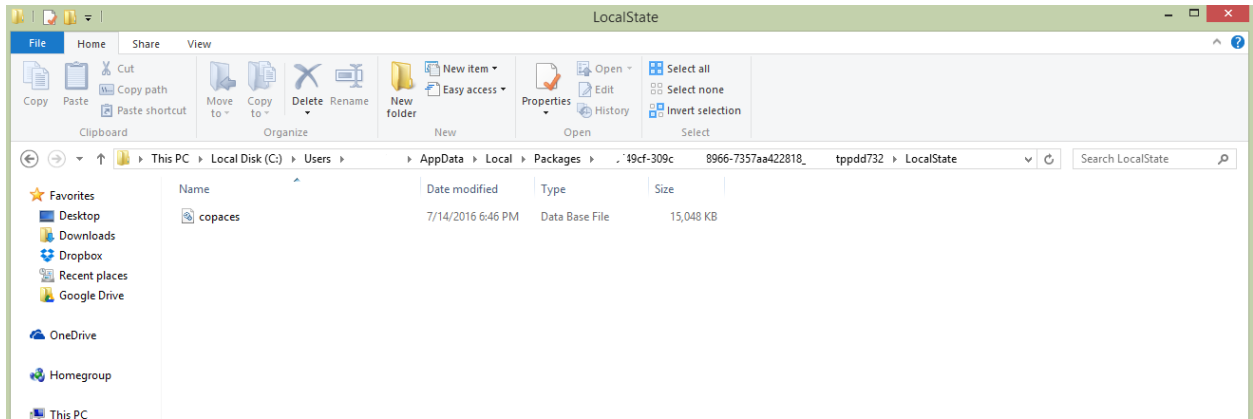 LocalState
File Home Share View
Copy
Paste
Cut
Copy path
Paste shortcut
Clipboard
Move to
Copy to
Delete
Rename
Organize
New folder
New item
Easy access
New
Properties
Open
Edit
History
Open
Select all
Select none
Invert selection
Select
This PC Local Disk (C:) Users AppData Local Packages 49cf-309c 8966-7357aa422818_ tppdd732 LocalState Search LocalState
Name Date modified Type Size
copaces 7/14/2016 6:46 PM Data Base File 15,048 KB
Favorites
Desktop
Downloads
Dropbox
Recent places
Google Drive
OneDrive
Homegroup
This PC